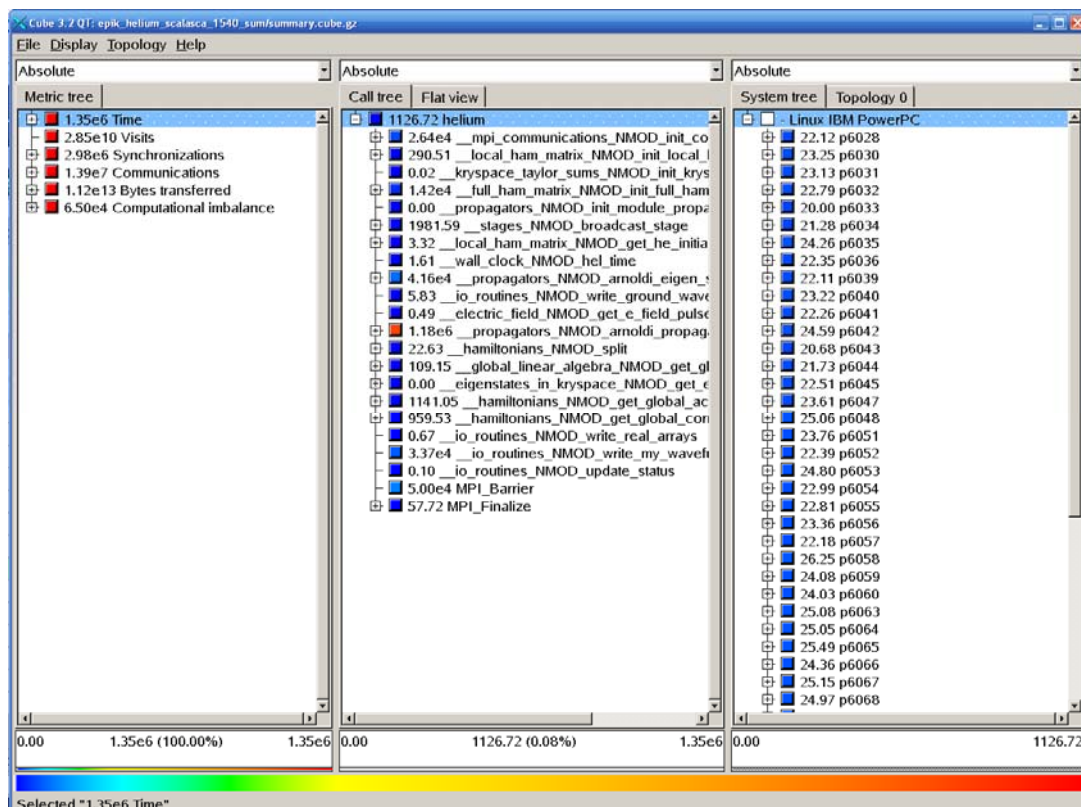 Cube 3.2 QT: epik_helium_scalasca_1540_sum/summary.cube.gz
File Display Topology Help
Absolute
Metric tree
1.35e6 Time
2.85e10 Visits
2.98e6 Synchronizations
1.39e7 Communications
1.12e13 Bytes transferred
6.50e4 Computational imbalance
0.00 1.35e6 (100.00%) 1.35e6
Absolute
Call tree Flat view
1126.72 helium
2.64e4 __mpi_communications_NMOD_init_co
290.51 __local_ham_matrix_NMOD_init_local_
0.02 __kryspace_taylor_sums_NMOD_init_krys
1.42e4 __full_ham_matrix_NMOD_init_full_ham
0.00 __propagators_NMOD_init_module_propa
1981.59 __stages_NMOD_broadcast_stage
3.32 __local_ham_matrix_NMOD_get_he_initia
1.61 __wall_clock_NMOD_hel_time
4.16e4 __propagators_NMOD_arnoldi_eigen_s
5.83 __io_routines_NMOD_write_ground_wave
0.49 __electric_field_NMOD_get_e_field_pulse
1.18e6 __propagators_NMOD_arnoldi_propag
22.63 __hamiltonians_NMOD_split
109.15 __global_linear_algebra_NMOD_get_gl
0.00 __eigenstates_in_kryspace_NMOD_get_e
1141.05 __hamiltonians_NMOD_get_global_ac
959.53 __hamiltonians_NMOD_get_global_corr
0.67 __io_routines_NMOD_write_real_arrays
3.37e4 __io_routines_NMOD_write_my_wavefu
0.10 __io_routines_NMOD_update_status
5.00e4 MPI_Barrier
57.72 MPI_Finalize
0.00 1126.72 (0.08%) 1.35e6
Absolute
System tree Topology 0
- Linux IBM PowerPC
22.12 p6028
23.25 p6030
23.13 p6031
22.79 p6032
20.00 p6033
21.28 p6034
24.26 p6035
22.35 p6036
22.11 p6039
23.22 p6040
22.26 p6041
24.59 p6042
20.68 p6043
21.73 p6044
22.51 p6045
23.61 p6047
25.06 p6048
23.76 p6051
22.39 p6052
24.80 p6053
22.99 p6054
22.81 p6055
23.36 p6056
22.18 p6057
26.25 p6058
24.08 p6059
24.03 p6060
25.08 p6063
25.05 p6064
25.49 p6065
24.36 p6066
25.15 p6067
24.97 p6068
0.00 1126.72
Selected "1.35e6 Time"